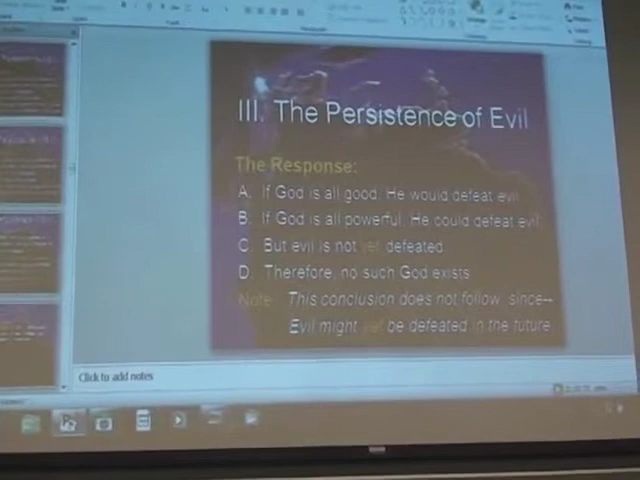 III. The Persistence of Evil
The Response:
A. If God is all good, He would defeat evil
B. If God is all powerful, He could defeat evil
C. But evil is not yet defeated
D. Therefore, no such God exists
Note: This conclusion does not follow, since--
Evil might yet be defeated in the future
Click to add notes